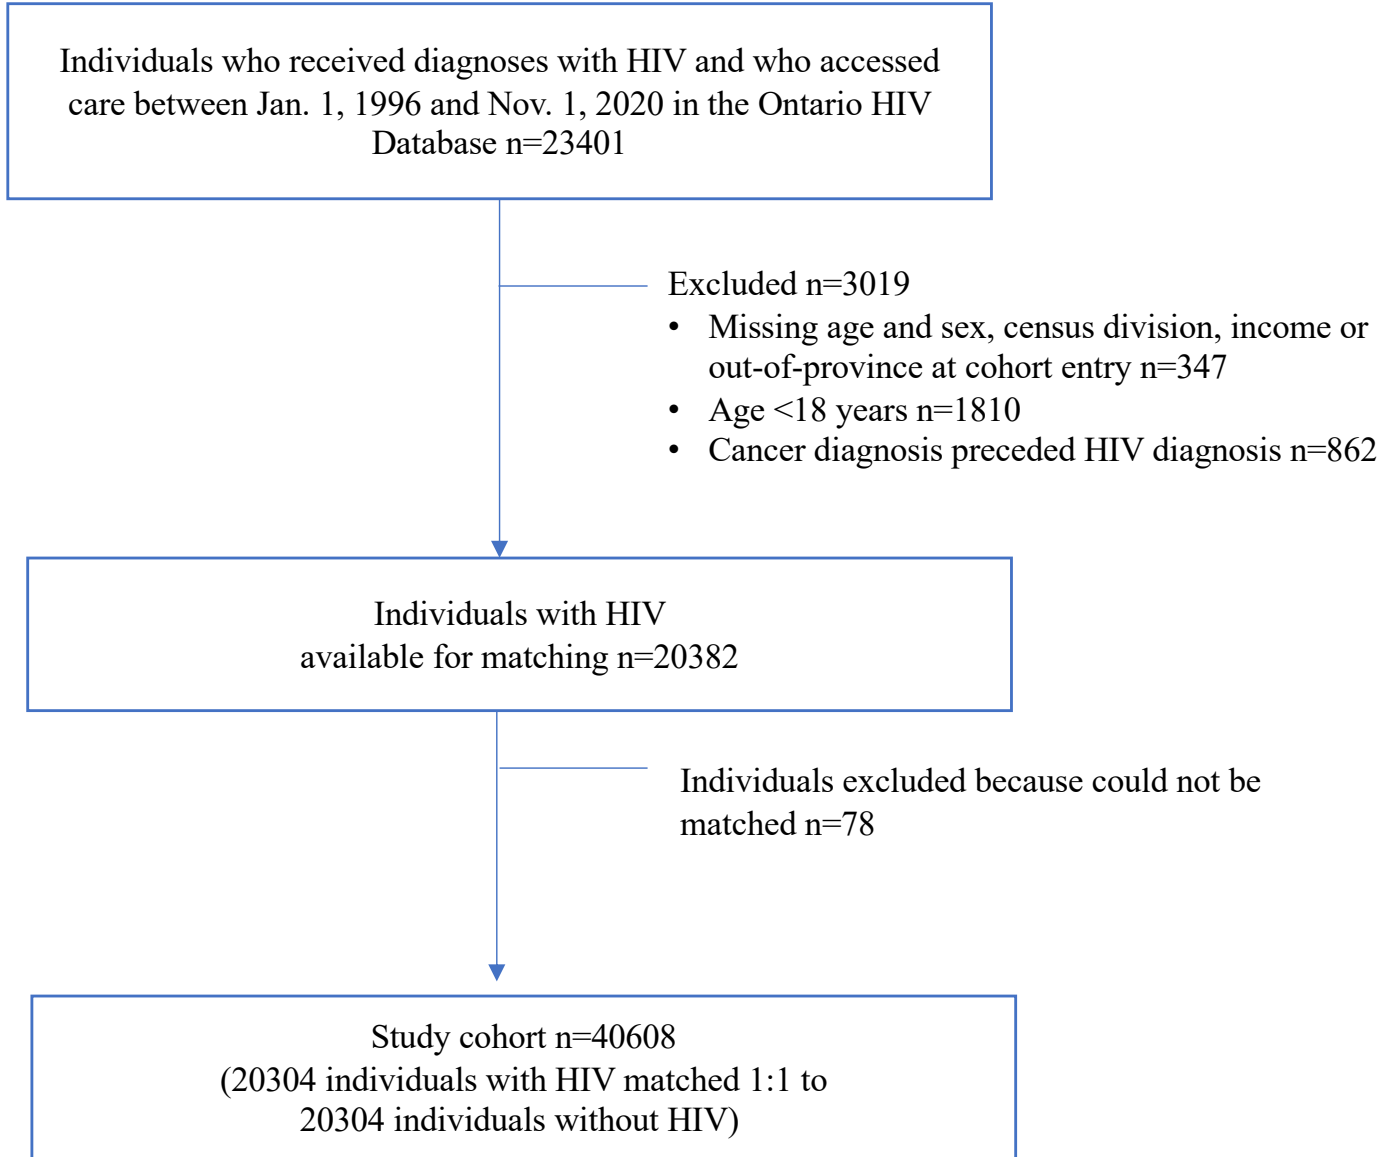 Individuals who received diagnoses with HIV and who accessed
care between Jan. 1, 1996 and Nov. 1, 2020 in the Ontario HIV
Database n=23401
Excluded n=3019
• Missing age and sex, census division, income or
out-of-province at cohort entry n=347
• Age <18 years n=1810
• Cancer diagnosis preceded HIV diagnosis n=862
Individuals with HIV
available for matching n=20382
Individuals excluded because could not be
matched n=78
Study cohort n=40608
(20304 individuals with HIV matched 1:1 to
20304 individuals without HIV)